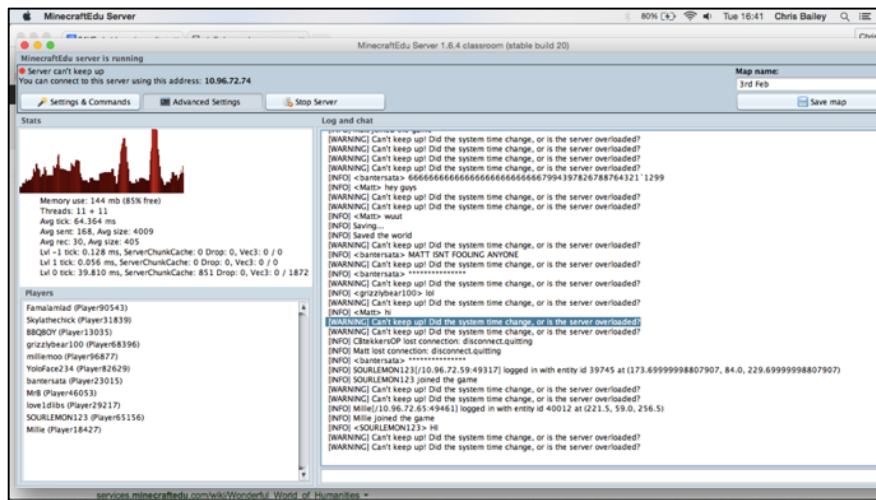 MinecraftEdu Server
80%
Tue 16:41 Chris Bailey
MinecraftEdu Server 1.6.4 classroom (stable build 20)
MinecraftEdu server is running
Server can't keep up
You can connect to this server using this address: 10.96.72.74
Map name:
3rd Feb
Settings & Commands
Advanced Settings
Stop Server
Save map
Stats
Memory use: 144 mb (85% free)
Threads: 11 + 11
Avg tick: 64.364 ms
Avg sent: 168, Avg size: 4009
Avg rec: 30, Avg size: 405
Lvl -1 tick: 0.128 ms, ServerChunkCache: 0 Drop: 0, Vec3: 0 / 0
Lvl 1 tick: 0.056 ms, ServerChunkCache: 0 Drop: 0, Vec3: 0 / 0
Lvl 0 tick: 39.810 ms, ServerChunkCache: 851 Drop: 0, Vec3: 0 / 1872
Players
Famalamlad (Player90543)
Skylathechick (Player31839)
BBQBOY (Player13035)
grizzlybear100 (Player68396)
milliemoo (Player96877)
YoloFace234 (Player82629)
bantersata (Player23015)
MrB (Player46053)
love1dlibs (Player29217)
SOURLEMON123 (Player65156)
Millie (Player18427)
Log and chat
[INFO] Matt joined the game
[WARNING] Can't keep up! Did the system time change, or is the server overloaded?
[WARNING] Can't keep up! Did the system time change, or is the server overloaded?
[WARNING] Can't keep up! Did the system time change, or is the server overloaded?
[WARNING] Can't keep up! Did the system time change, or is the server overloaded?
[INFO] <bantersata>
[INFO] <Matt> hey guys
[WARNING] Can't keep up! Did the system time change, or is the server overloaded?
[WARNING] Can't keep up! Did the system time change, or is the server overloaded?
[INFO] <Matt> wuut
[INFO] Saving...
[INFO] Saved the world
[INFO] <bantersata> MATT ISNT FOOLING ANYONE
[WARNING] Can't keep up! Did the system time change, or is the server overloaded?
[INFO] <bantersata> ***************
[INFO] <grizzlybear100> lol
[WARNING] Can't keep up! Did the system time change, or is the server overloaded?
[INFO] <Matt> hi
[WARNING] Can't keep up! Did the system time change, or is the server overloaded?
[WARNING] Can't keep up! Did the system time change, or is the server overloaded?
[INFO] CBtekkersOP lost connection: disconnect.quitting
[INFO] Matt lost connection: disconnect.quitting
[INFO] <bantersata> ***************
[INFO] SOURLEMON123[/10.96.72.59:49317] logged in with entity id 39745 at (173.69999998807907, 84.0, 229.69999998807907)
[INFO] SOURLEMON123 joined the game
[WARNING] Can't keep up! Did the system time change, or is the server overloaded?
[WARNING] Can't keep up! Did the system time change, or is the server overloaded?
[INFO] Millie[/10.96.72.65:49461] logged in with entity id 40012 at (221.5, 59.0, 256.5)
[INFO] Millie joined the game
[INFO] <SOURLEMON123> HI
[WARNING] Can't keep up! Did the system time change, or is the server overloaded?
[WARNING] Can't keep up! Did the system time change, or is the server overloaded?
services.minecraftedu.com/wiki/Wonderful_World_of_Humanities